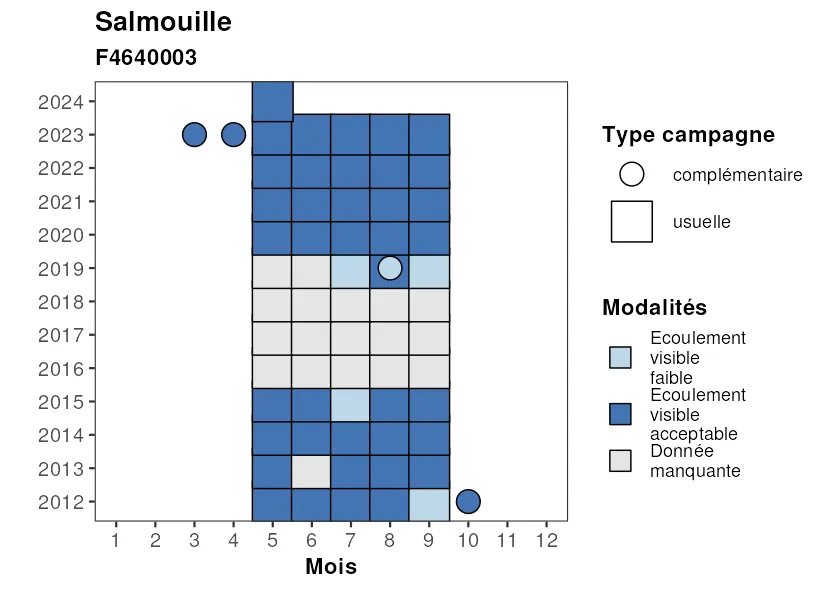 Salmouille
F4640003
2024
2023
2022
2021
2020
2019
2018
2017
2016
2015
2014
2013
2012
1 2 3 4 5 6 7 8 9 10 11 12
Mois
Type campagne
complémentaire
usuelle
Modalités
Ecoulement
visible
faible
Ecoulement
visible
acceptable
Donnée
manquante